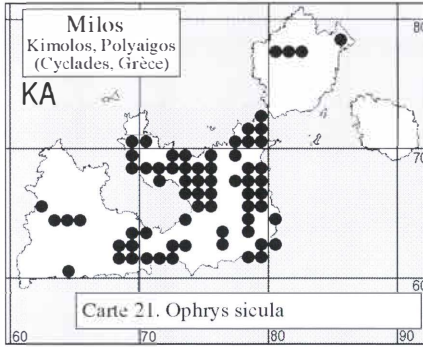 Milos
Kimolos, Polyaigos
(Cyclades, Grèce)
80
KA
70
60
Carte 21. Ophrys sicula
60 70 80 90